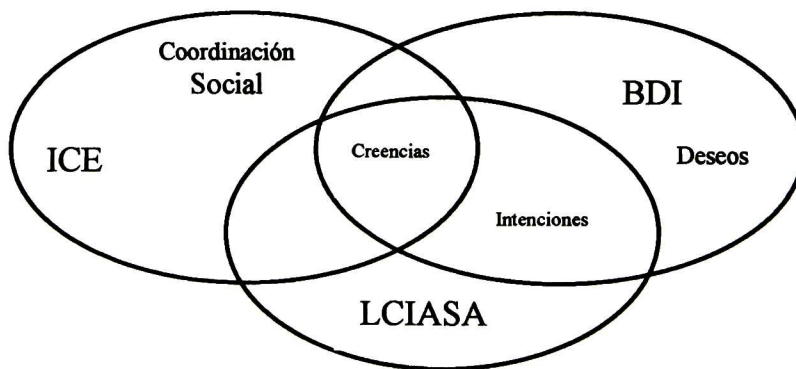 Coordinación
Social
BDI
ICE
Creencias
Deseos
Intenciones
LCIASA